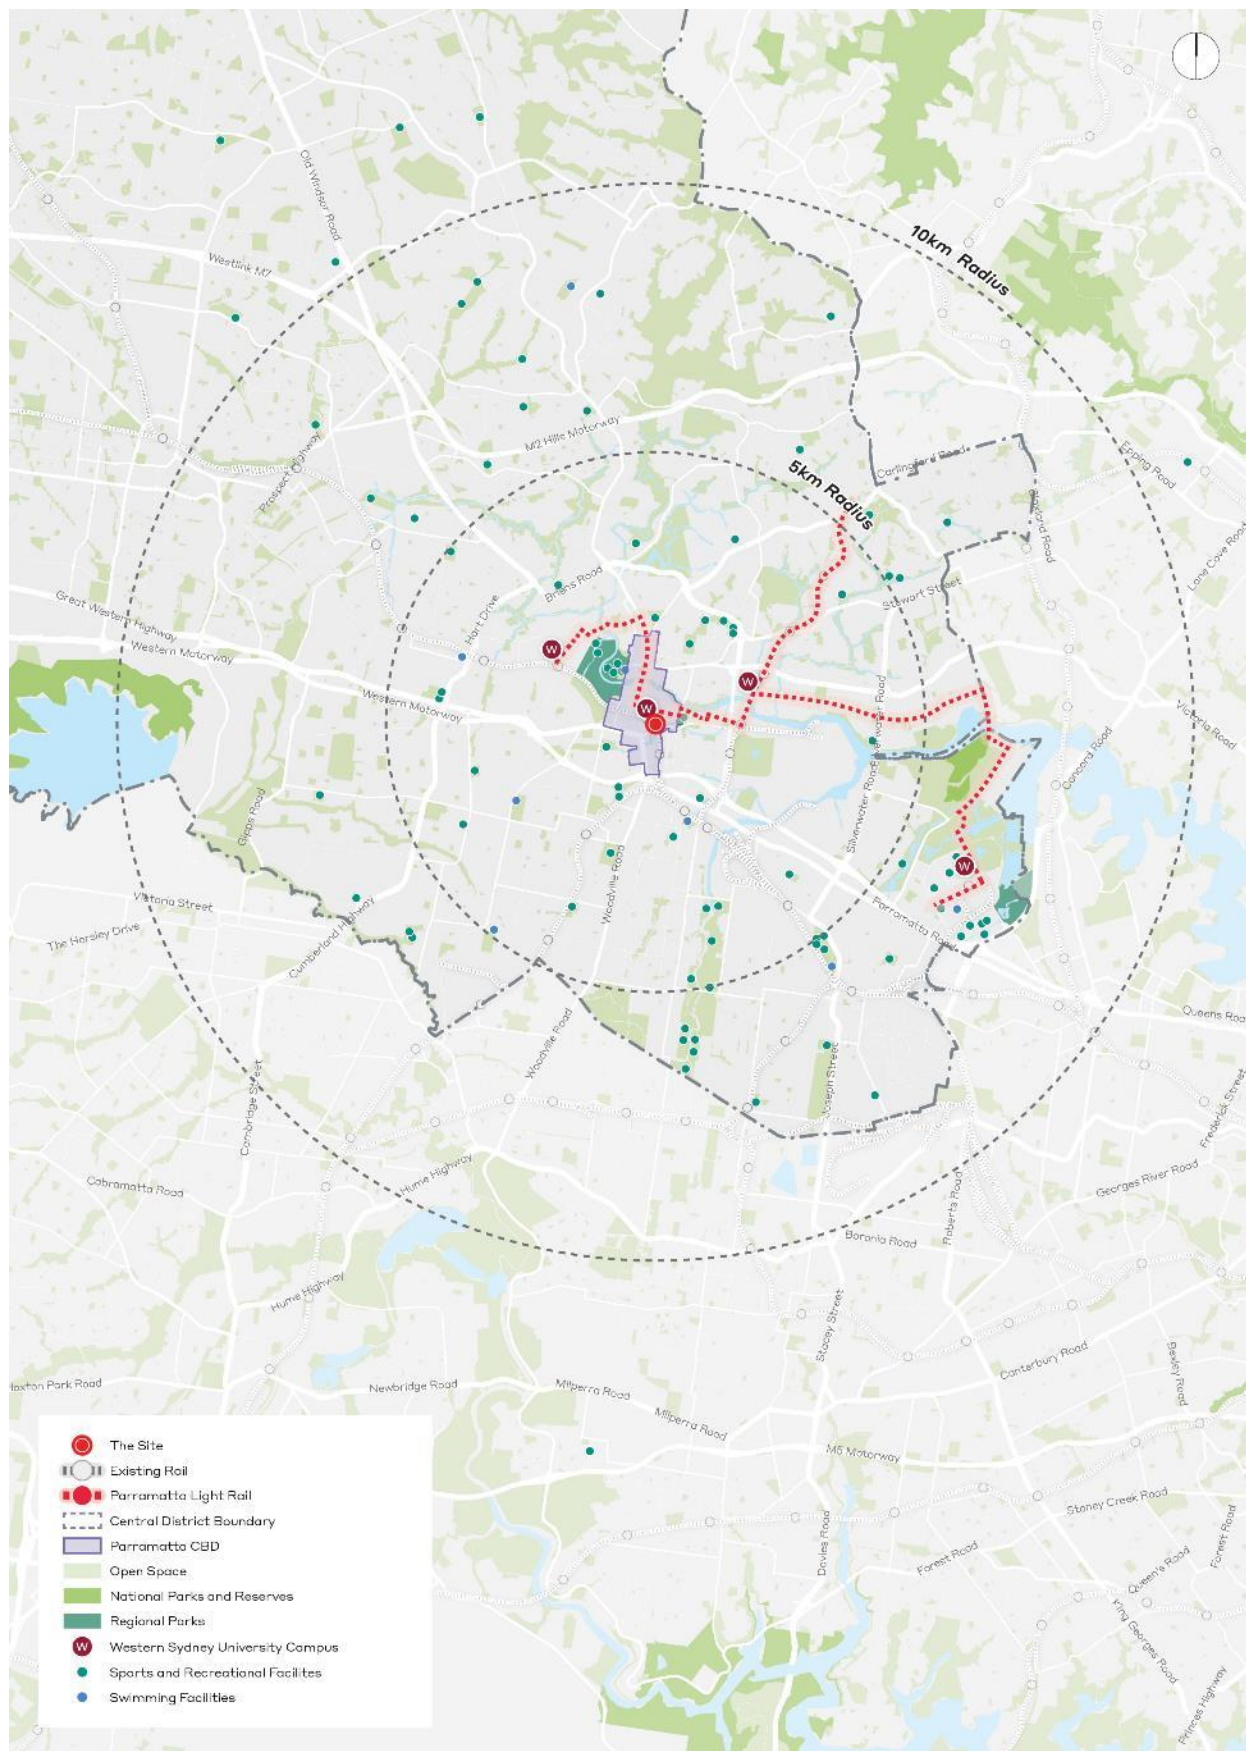 Old Windsor Road
10km Radius
Westlink M7
M2 Hills Motorway
Epping Road
Carlingford Road
Prospect Highway
5km Radius
Blaxland Road
Lane Cove Road
Briens Road
Stewart Street
Great Western Highway
Hart Drive
Western Motorway
W
W
Western Motorway
W
Silverwater Road
Victoria Road
Concord Road
Gipps Road
Silverwater Road
W
Woodville Road
Victoria Street
Parramatta Road
The Horsley Drive
Cumberland Highway
Queens Roa
Woodville Road
Joseph Street
Cambridge Street
Frederick Street
Hume Highway
Georges River Road
Cabramatta Road
Roberts Road
Boronia Road
Hume Highway
Stacey Street
Canterbury Road
Bexley Road
Hoxton Park Road
Newbridge Road
Milperra Road
Milperra Road
M5 Motorway
Stoney Creek Road
Davies Road
Forest Road
Forest Road
Queen's Road
King Georges Road
Princes Highway
The Site
Existing Rail
Parramatta Light Rail
Central District Boundary
Parramatta CBD
Open Space
National Parks and Reserves
Regional Parks
W Western Sydney University Campus
Sports and Recreational Facilites
Swimming Facilities